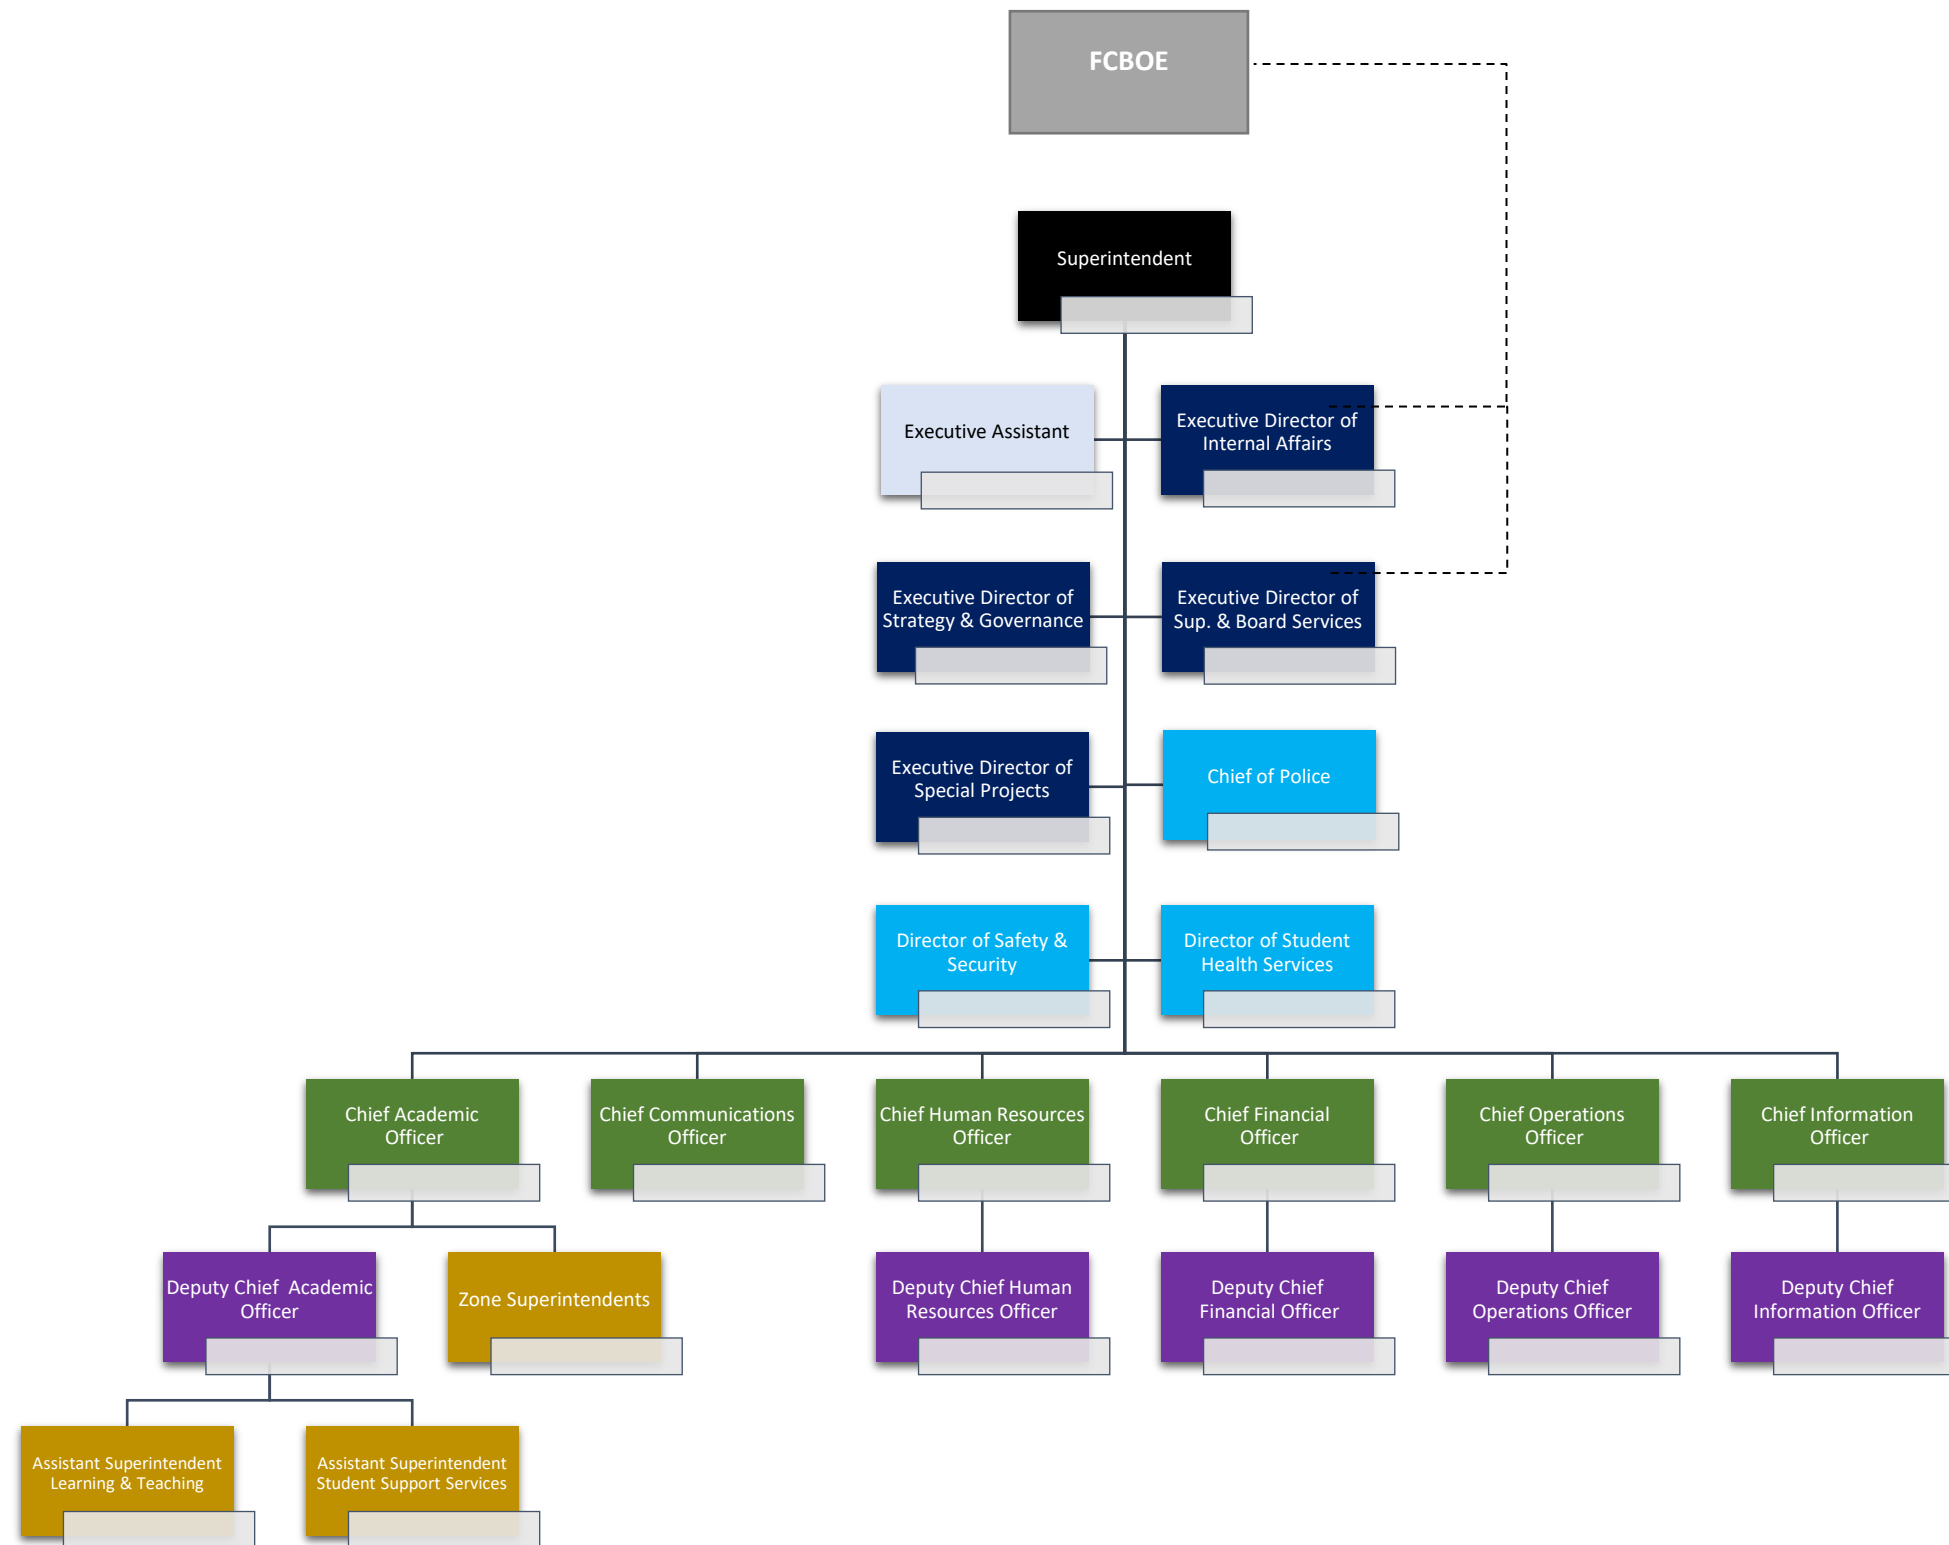 FCBOE
Superintendent
Executive Assistant
Executive Director of
Internal Affairs
Executive Director of
Strategy & Governance
Executive Director of
Sup. & Board Services
Executive Director of
Special Projects
Chief of Police
Director of Safety &
Security
Director of Student
Health Services
Chief Academic
Officer
Chief Communications
Officer
Chief Human Resources
Officer
Chief Financial
Officer
Chief Operations
Officer
Chief Information
Officer
Deputy Chief  Academic
Officer
Zone Superintendents
Deputy Chief Human
Resources Officer
Deputy Chief
Financial Officer
Deputy Chief
Operations Officer
Deputy Chief
Information Officer
Assistant Superintendent
Learning & Teaching
Assistant Superintendent
Student Support Services